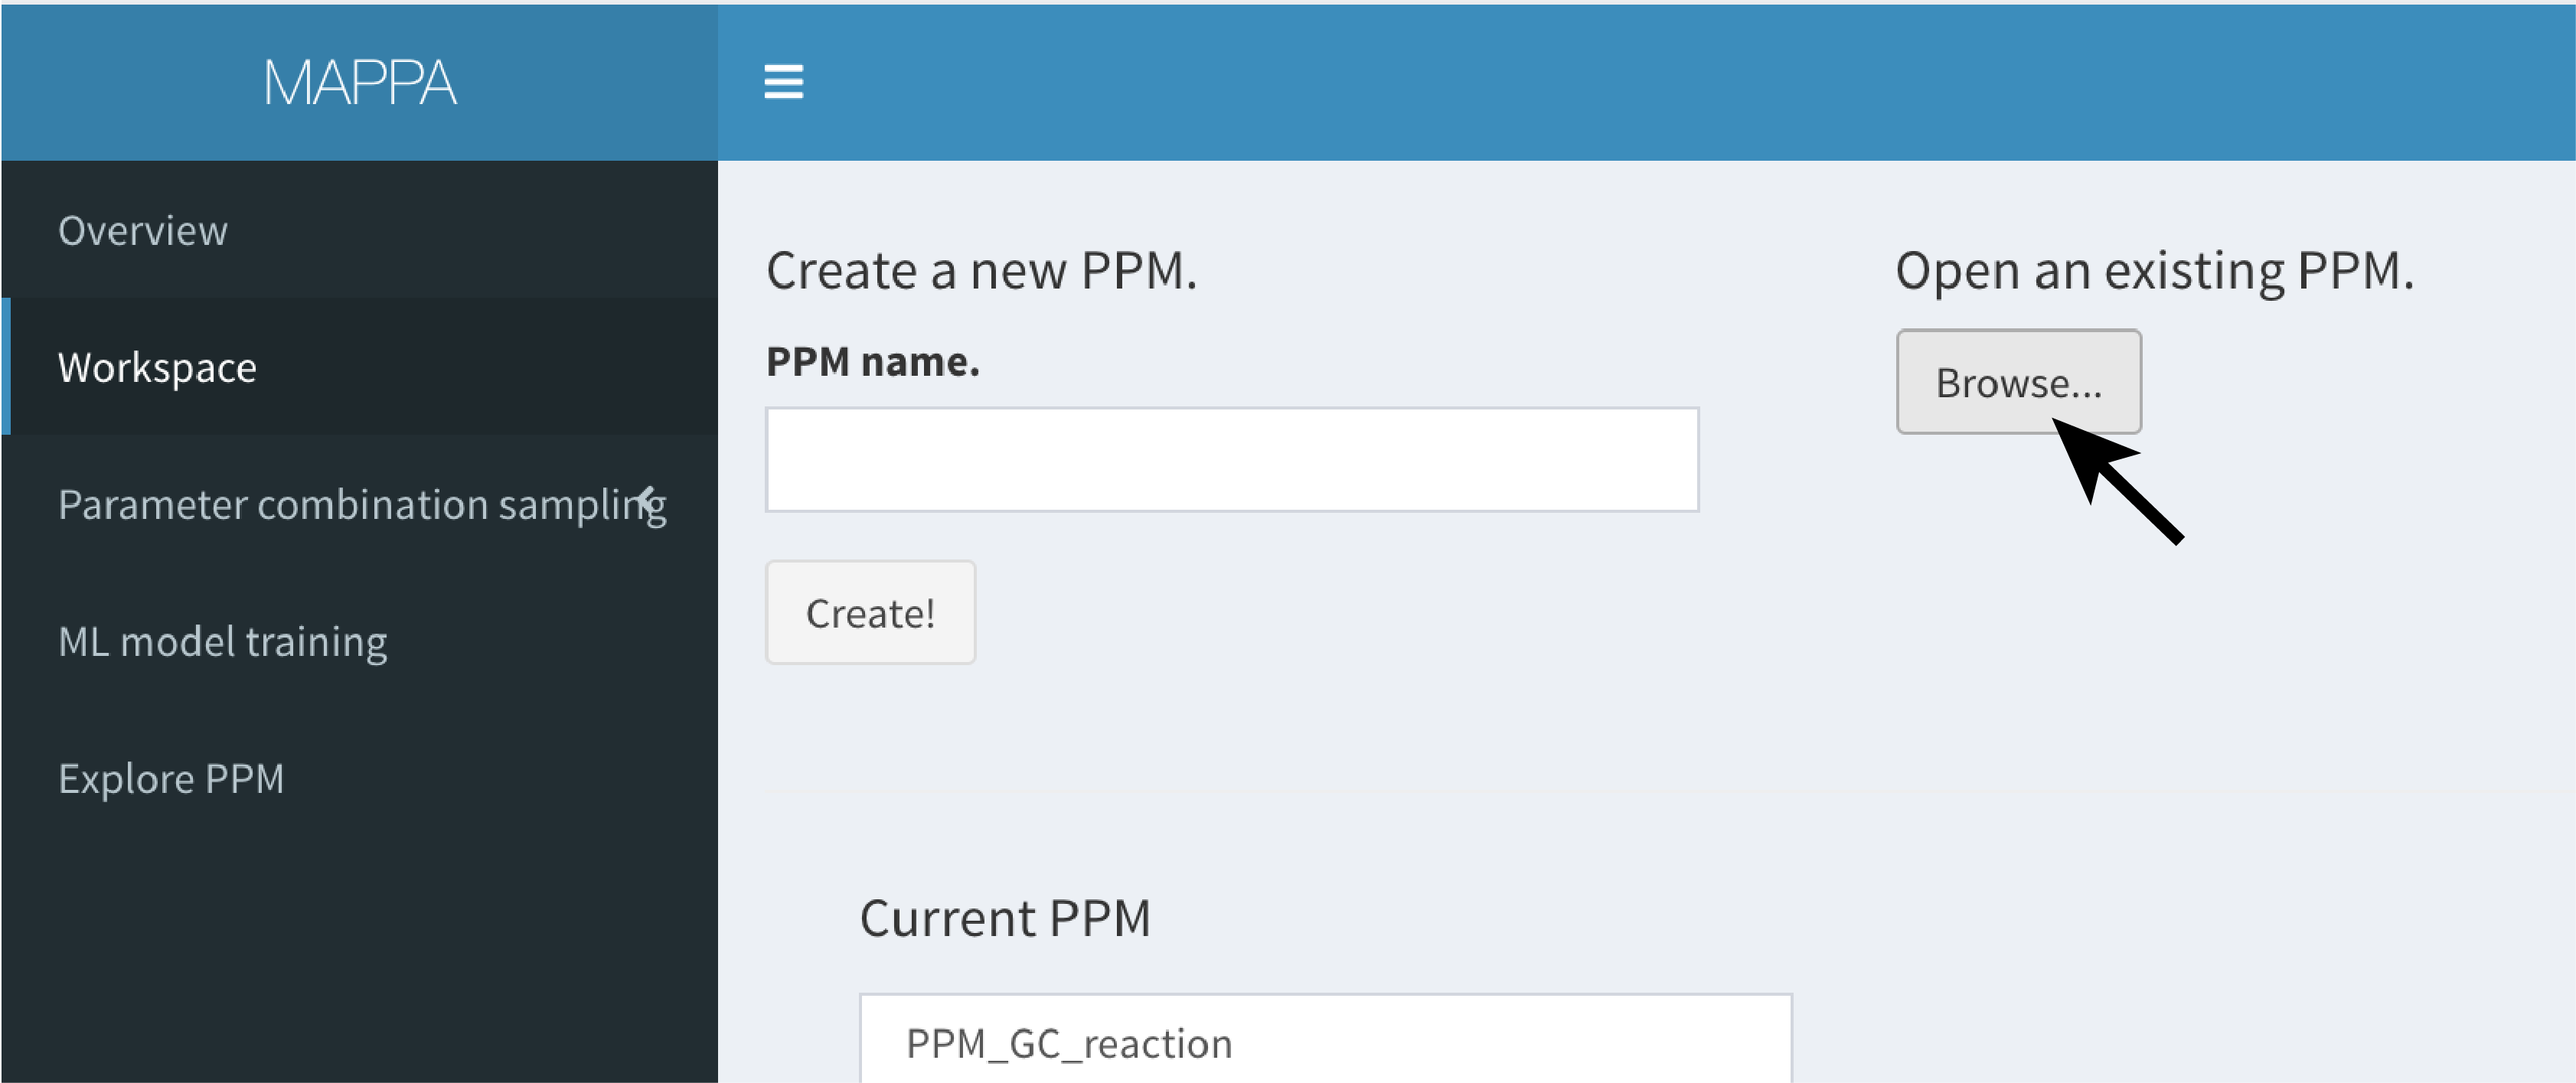 MAPPA
Overview
Workspace
Parameter combination sampling
ML model training
Explore PPM
Create a new PPM.
PPM name.
Create!
Open an existing PPM.
Browse...
Current PPM
PPM_GC_reaction